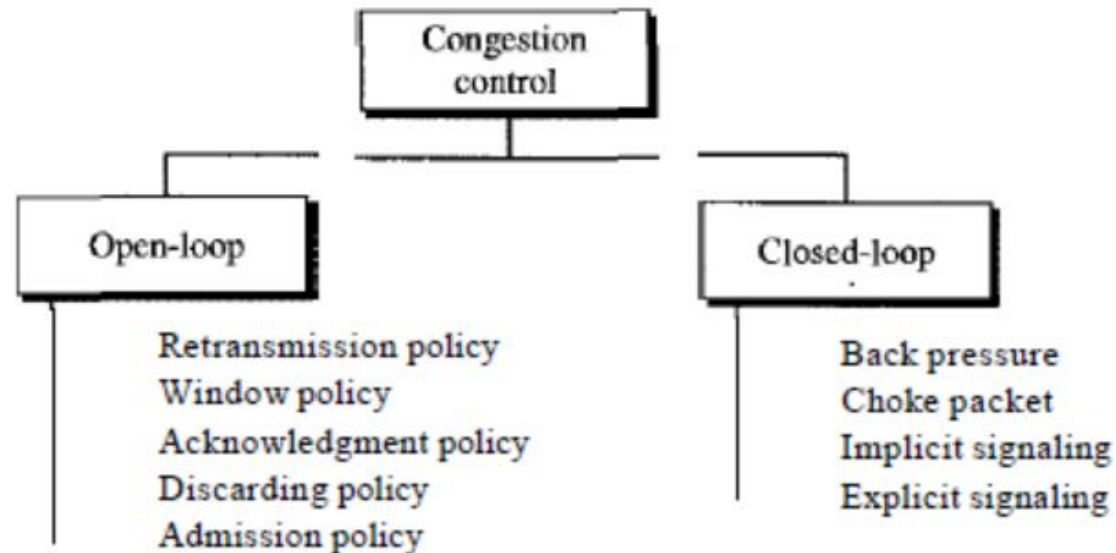 Congestion
control
Open-loop
Closed-loop
Retransmission policy
Window policy
Acknowledgment policy
Discarding policy
Admission policy
Back pressure
Choke packet
Implicit signaling
Explicit signaling